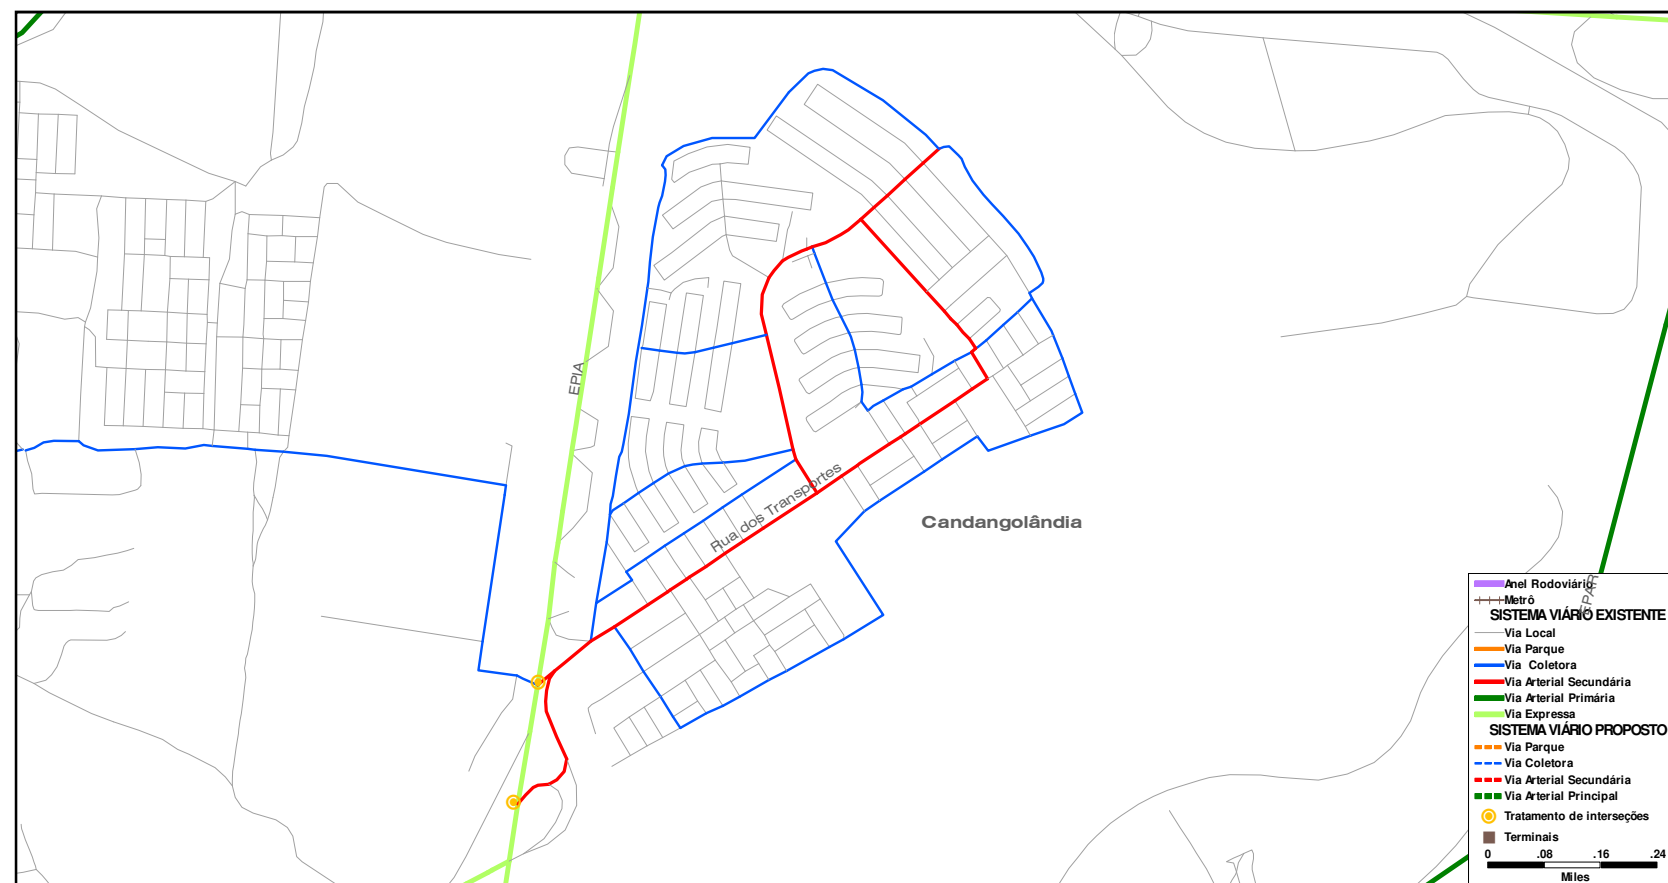 EPIA
Rua dos Transportes
Candangolândia
EPAR
Anel Rodoviário
Metrô
SISTEMA VIÁRIO EXISTENTE
Via Local
Via Parque
Via Coletora
Via Arterial Secundária
Via Arterial Primária
Via Expressa
SISTEMA VIÁRIO PROPOSTO
Via Parque
Via Coletora
Via Arterial Secundária
Via Arterial Principal
Tratamento de interseções
Terminais
0 .08 .16 .24
Miles